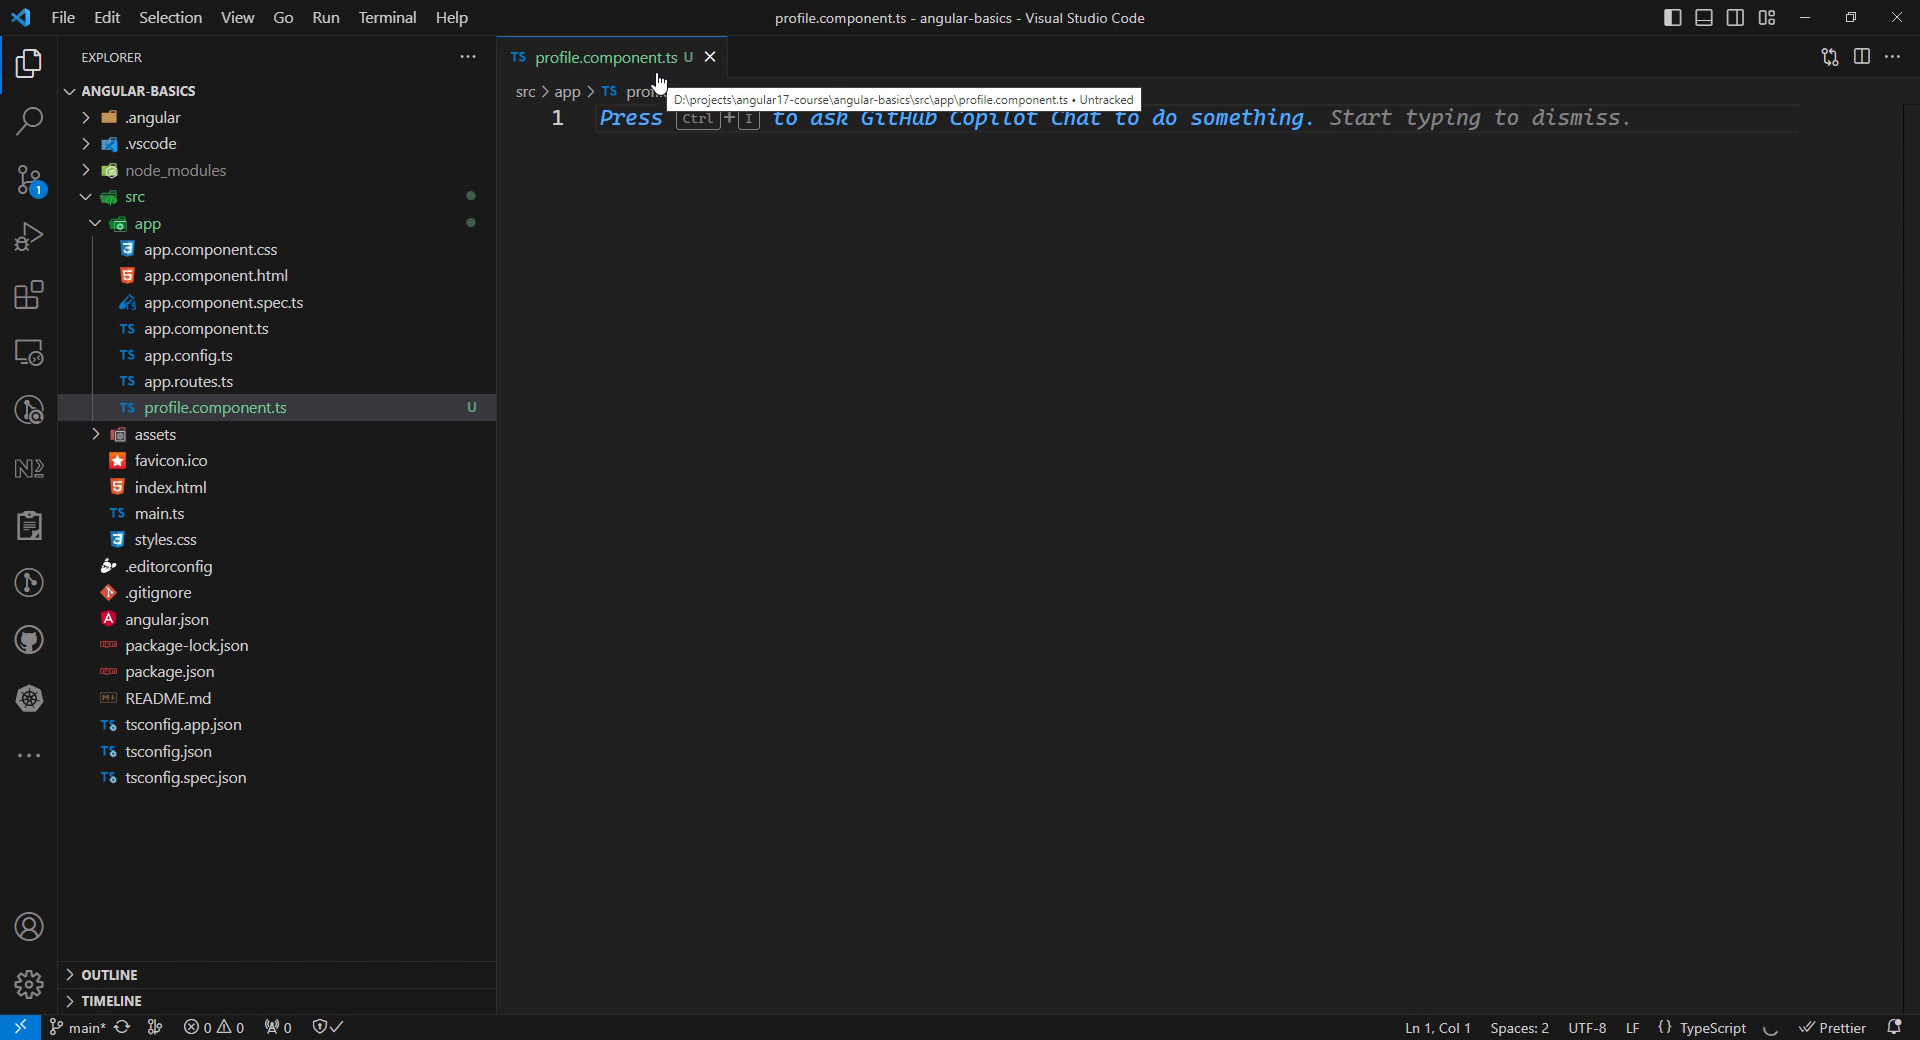 File Edit Selection View Go Run Terminal Help
profile.component.ts - angular-basics - Visual Studio Code
EXPLORER
ANGULAR-BASICS
.angular
.vscode
node_modules
src
app
app.component.css
app.component.html
app.component.spec.ts
app.component.ts
app.config.ts
app.routes.ts
profile.component.ts U
assets
favicon.ico
index.html
main.ts
styles.css
.editorconfig
.gitignore
angular.json
package-lock.json
package.json
README.md
tsconfig.app.json
tsconfig.json
tsconfig.spec.json
OUTLINE
TIMELINE
TS profile.component.ts U
src > app > TS
D:\projects\angular17-course\angular-basics\src\app\profile.component.ts • Untracked
1 Press Ctrl + I to ask GitHub Copilot Chat to do something. Start typing to dismiss.
main* 0 0 0
Ln 1, Col 1 Spaces: 2 UTF-8 LF {} TypeScript Prettier